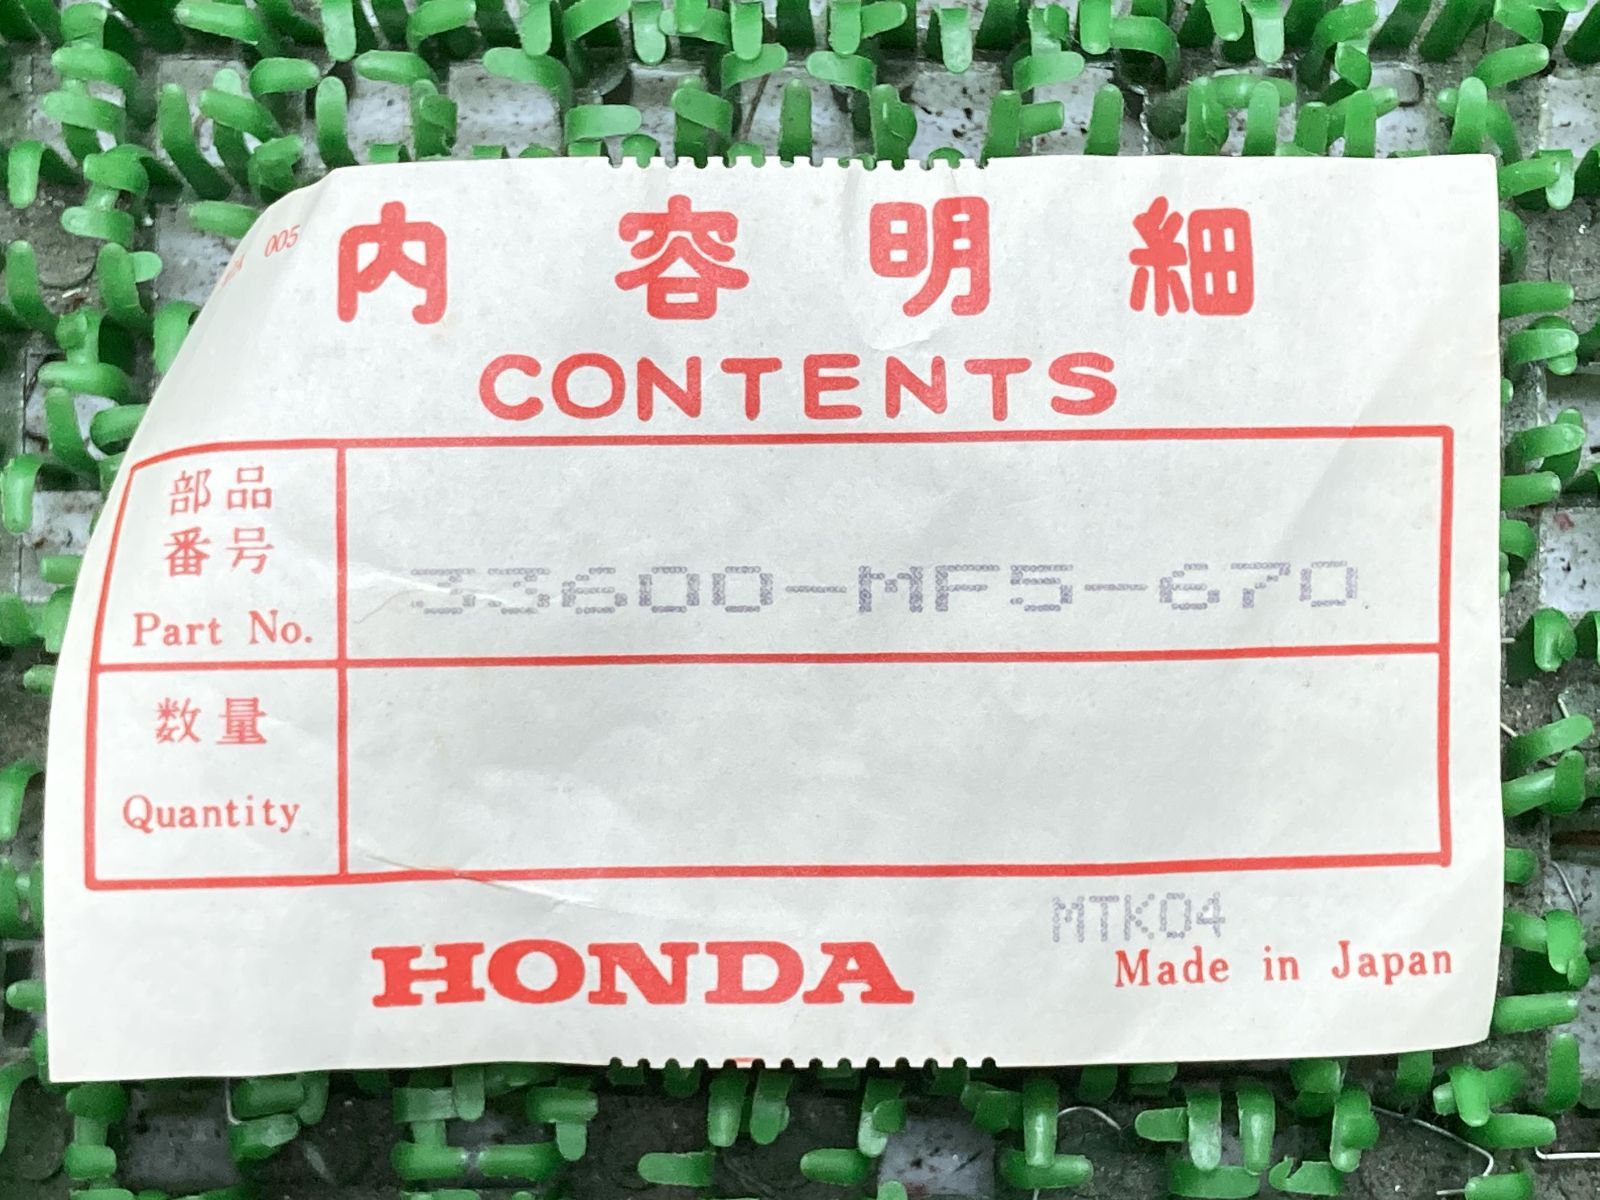 005
内容明細
CONTENTS
部品
番号
Part No.
33600-MF5-670
数量
Quantity
MTK04
HONDA
Made in Japan